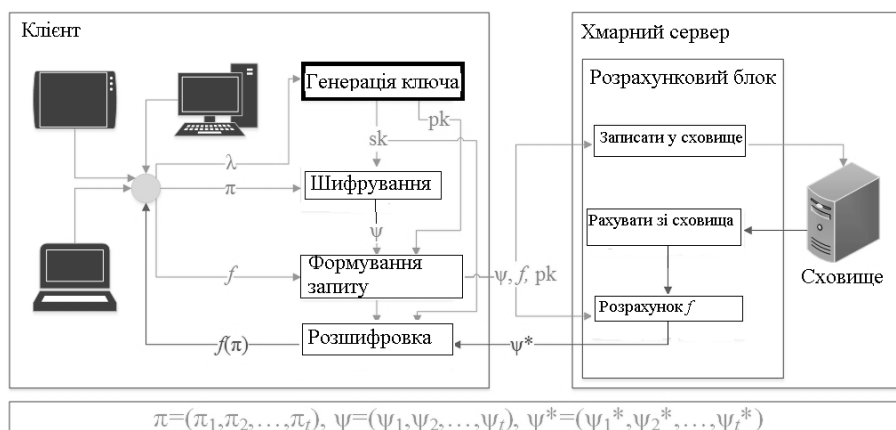 Клієнт
Хмарний сервер
Генерація ключа
Розрахунковий блок
sk
pk
Записати у сховище
λ
π
Шифрування
ψ
Рахувати зі сховища
f
Формування
запиту
ψ, f, pk
Сховище
Розрахунок f
f(π)
Розшифровка
ψ*
π=(π₁,π₂,…,πₜ), ψ=(ψ₁,ψ₂,…,ψₜ), ψ*=(ψ₁*,ψ₂*,…,ψₜ*)